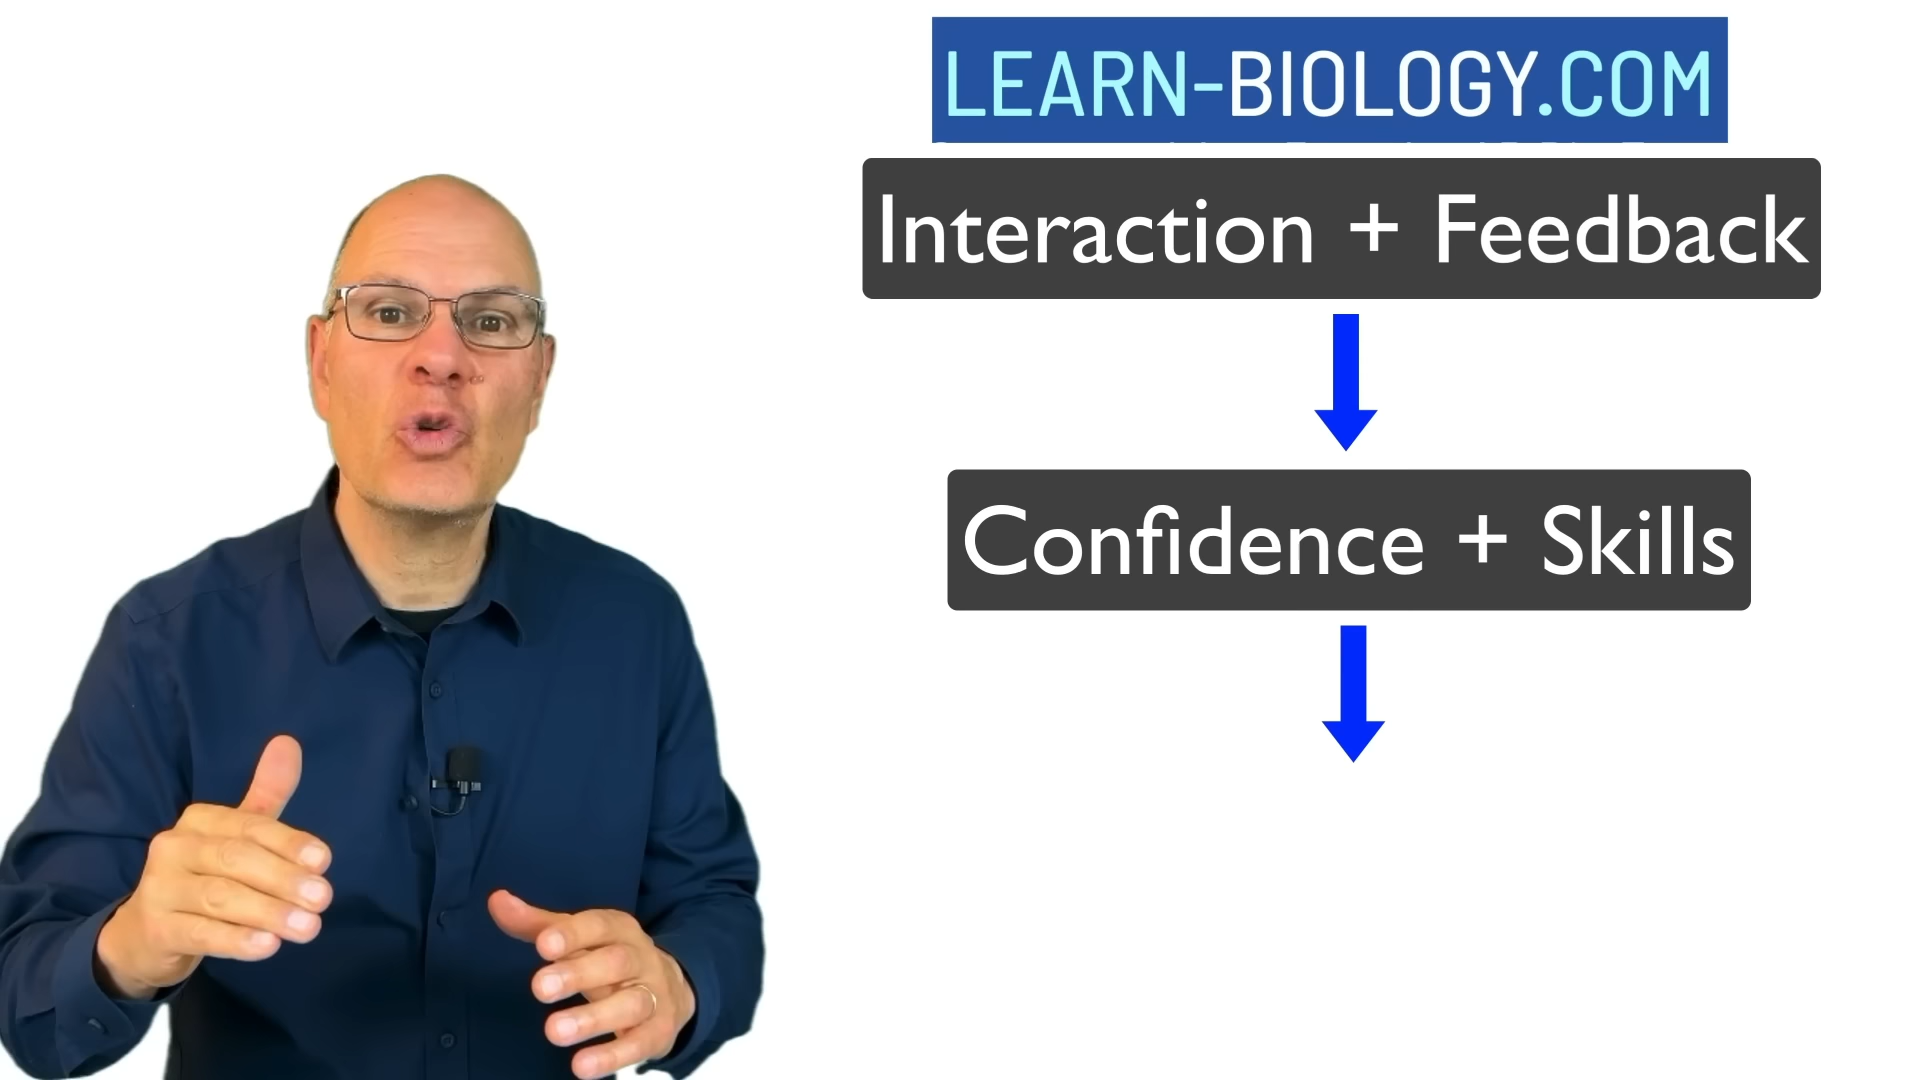 LEARN-BIOLOGY.COM
Interaction + Feedback
Confidence + Skills